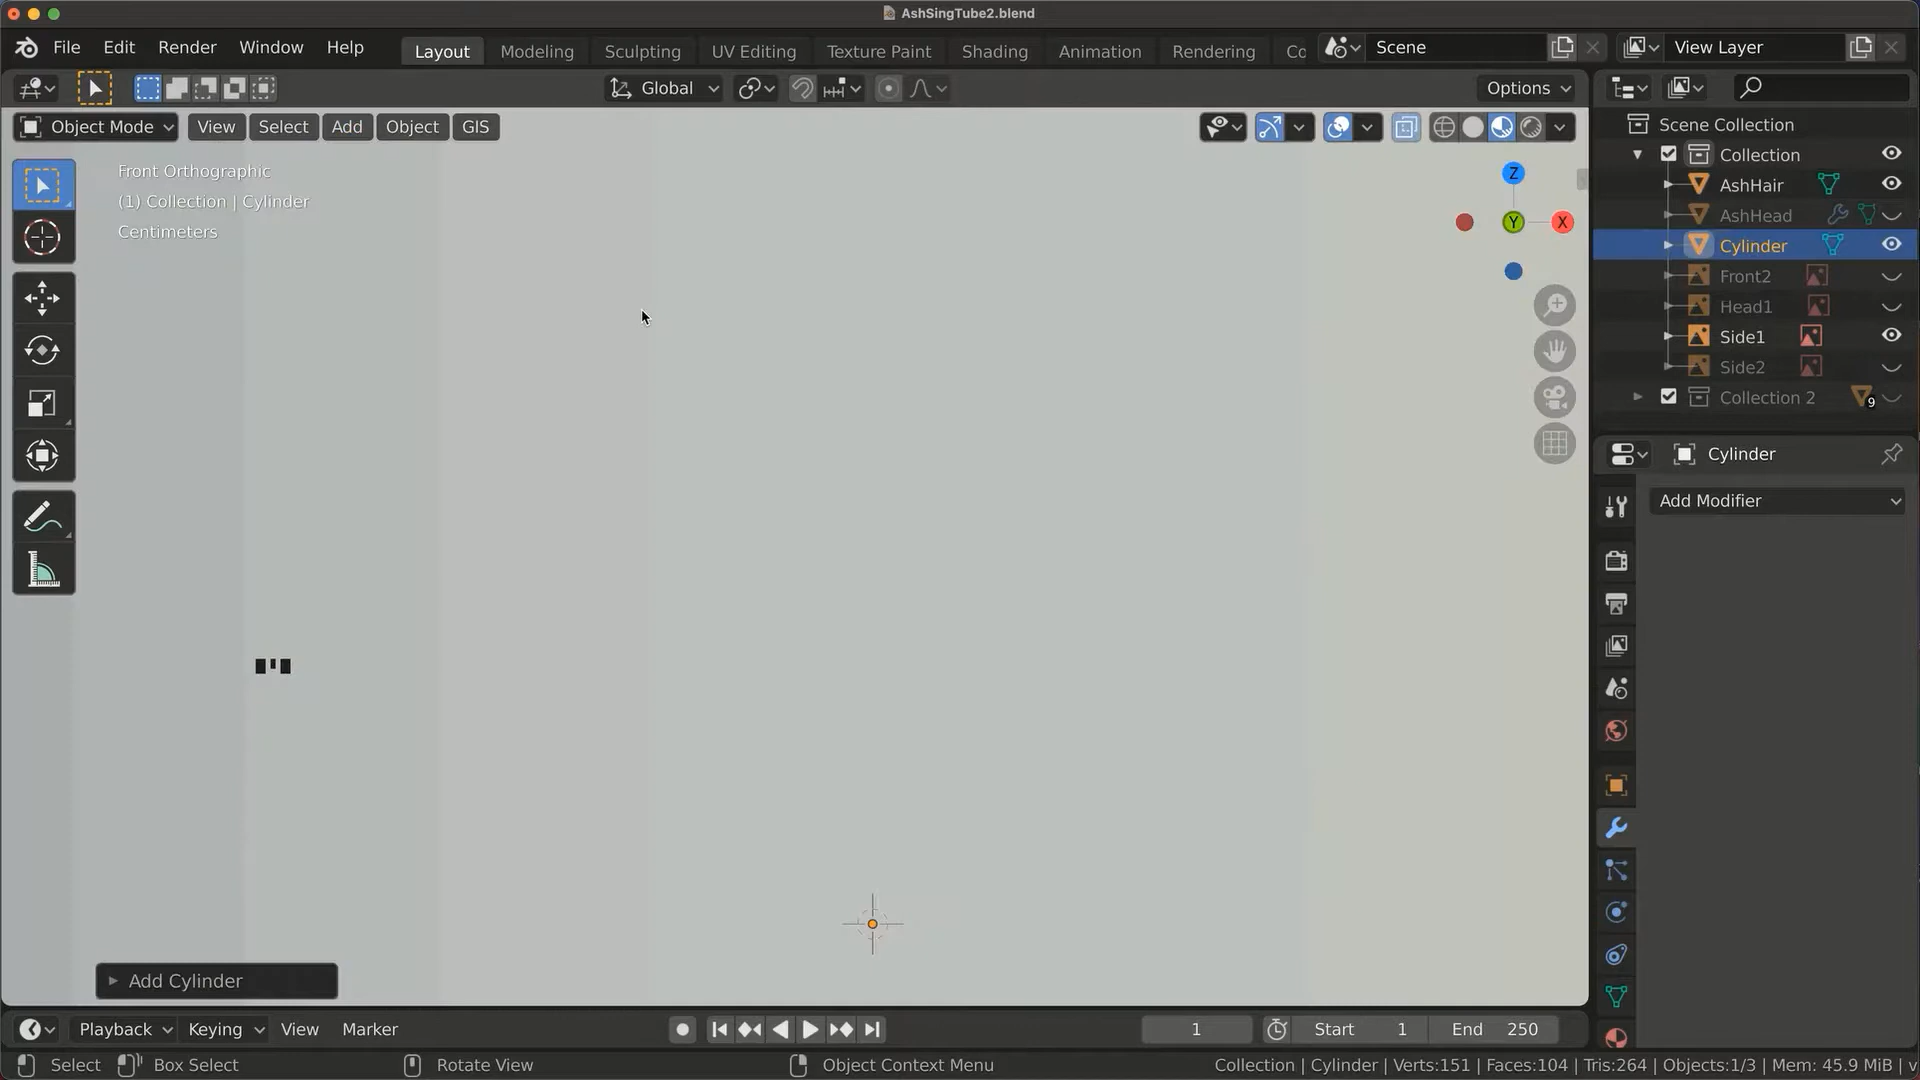 AshSingTube2.blend
File Edit Render Window Help Layout Modeling Sculpting UV Editing Texture Paint Shading Animation Rendering Co Scene View Layer
Global Options
Object Mode View Select Add Object GIS
Front Orthographic
(1) Collection | Cylinder
Centimeters
Z
Y
X
Scene Collection
Collection
AshHair
AshHead
Cylinder
Front2
Head1
Side1
Side2
Collection 2 9
Cylinder
Add Modifier
Add Cylinder
Playback Keying View Marker 1 Start 1 End 250
Select Box Select Rotate View Object Context Menu Collection | Cylinder | Verts:151 | Faces:104 | Tris:264 | Objects:1/3 | Mem: 45.9 MiB | v